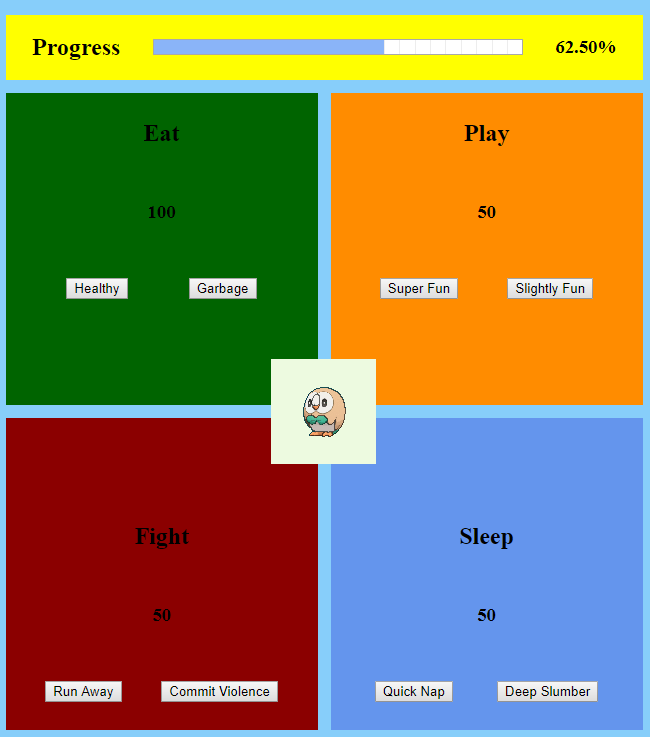 Progress 62.50%
Eat
100
Healthy Garbage
Play
50
Super Fun Slightly Fun
Fight
50
Run Away Commit Violence
Sleep
50
Quick Nap Deep Slumber